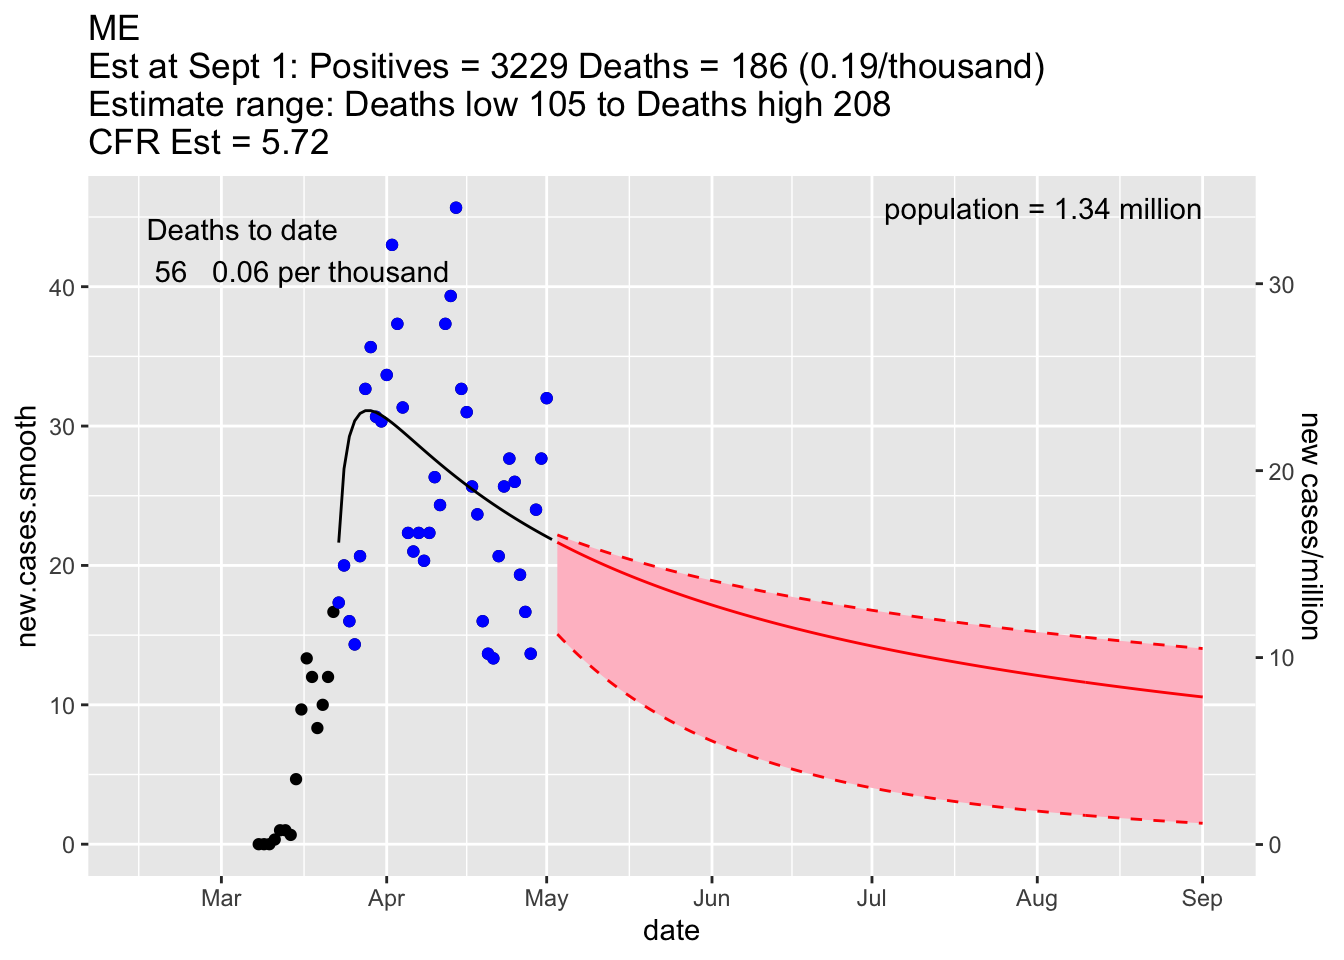 ME
Est at Sept 1: Positives = 3229 Deaths = 186 (0.19/thousand)
Estimate range: Deaths low 105 to Deaths high 208
CFR Est = 5.72
Deaths to date
56 0.06 per thousand
population = 1.34 million
new.cases.smooth
40
30
20
10
0
30
20
10
0
new cases/million
Mar Apr May Jun Jul Aug Sep
date